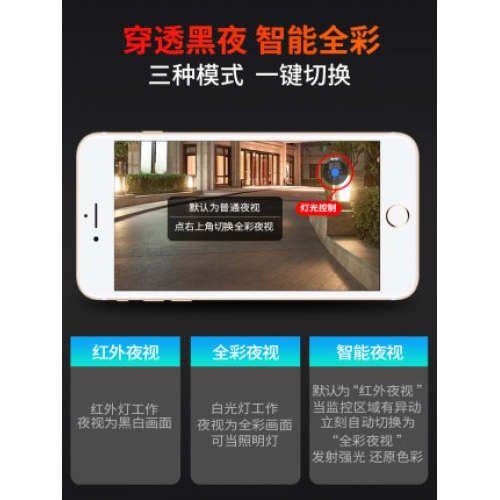 穿透黑夜 智能全彩
三种模式 一键切换
默认为普通夜视
点右上角切换全彩夜视
灯光控制
红外夜视
红外灯工作
夜视为黑白画面
全彩夜视
白光灯工作
夜视为全彩画面
可当照明灯
智能夜视
默认为“红外夜视”
当监控区域有异动
立刻自动切换为
“全彩夜视”
发射强光 还原色彩